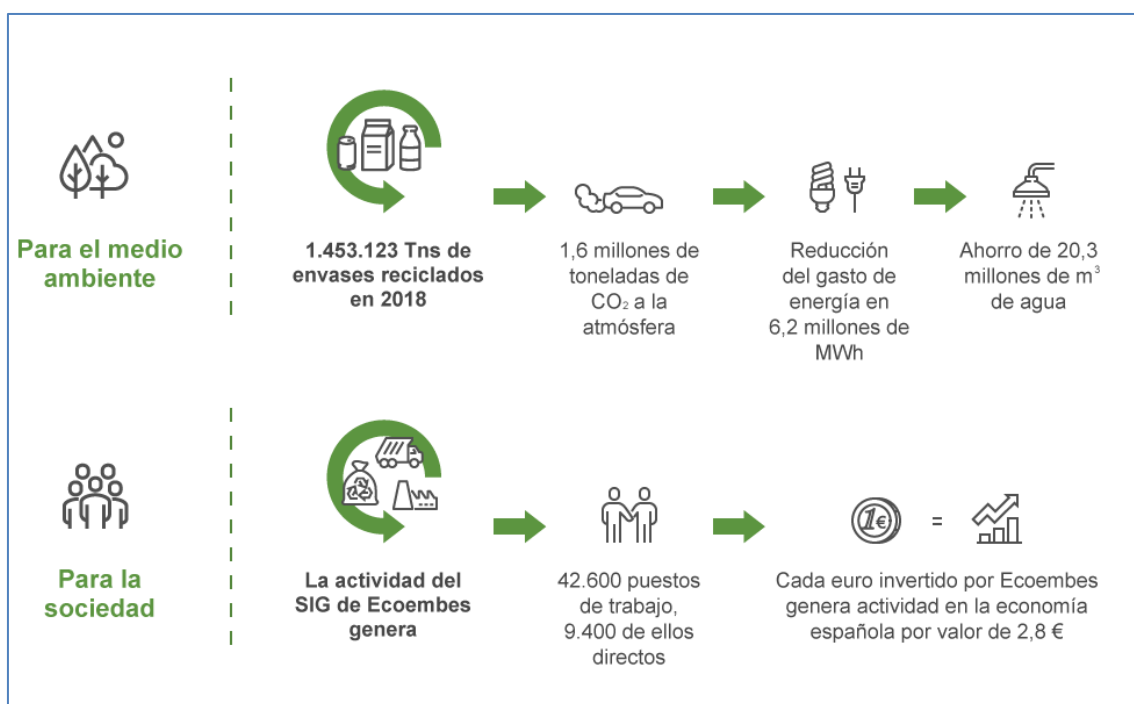 Para el medio
ambiente
1.453.123 Tns de
envases reciclados
en 2018
1,6 millones de
toneladas de
CO₂ a la
atmósfera
Reducción
del gasto de
energía en
6,2 millones de
MWh
Ahorro de 20,3
millones de m³
de agua
Para la
sociedad
La actividad del
SIG de Ecoembes
genera
42.600 puestos
de trabajo,
9.400 de ellos
directos
1€
=
Cada euro invertido por Ecoembes
genera actividad en la economía
española por valor de 2,8 €